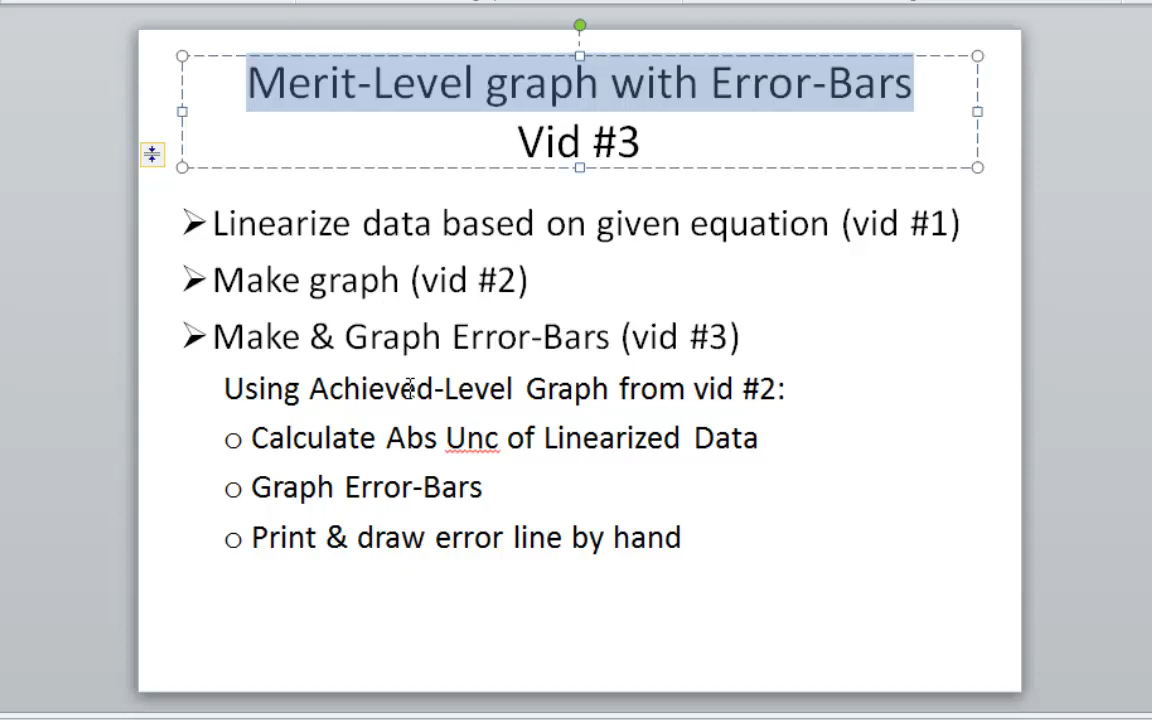 Merit-Level graph with Error-Bars
Vid #3
Linearize data based on given equation (vid #1)
Make graph (vid #2)
Make & Graph Error-Bars (vid #3)
Using Achieved-Level Graph from vid #2:
Calculate Abs Unc of Linearized Data
Graph Error-Bars
Print & draw error line by hand